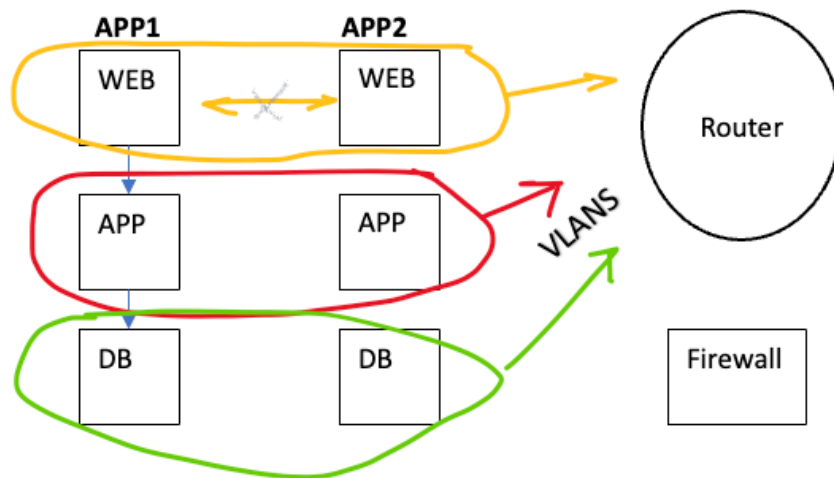 APP1
APP2
WEB
WEB
Router
APP
APP
VLANS
DB
DB
Firewall